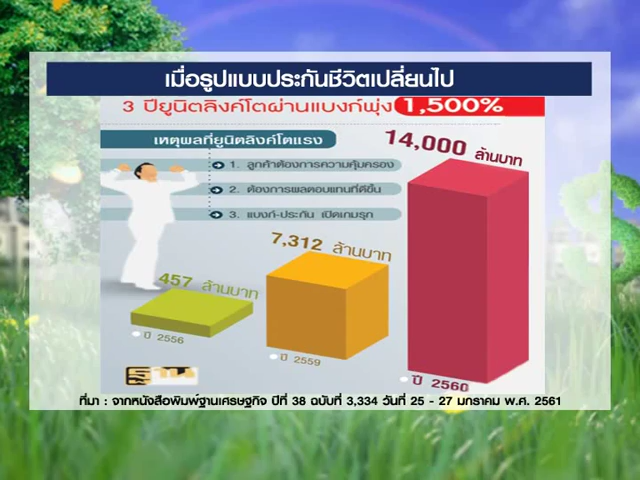 เมื่อรูปแบบประกันชีวิตเปลี่ยนไป
3 ปียูนิตลิงค์โตผ่านแบงก์พุ่ง 1,500%
เหตุผลที่ยูนิตลิงค์โตแรง
1. ลูกค้าต้องการความคุ้มครอง
2. ต้องการผลตอบแทนที่ดีขึ้น
3. แบงก์-ประกัน เปิดเกมรุก
14,000 ล้านบาท
7,312 ล้านบาท
457 ล้านบาท
ปี 2556
ปี 2559
ปี 2560
ฐาน
ที่มา : จากหนังสือพิมพ์ฐานเศรษฐกิจ ปีที่ 38 ฉบับที่ 3,334 วันที่ 25 - 27 มกราคม พ.ศ. 2561